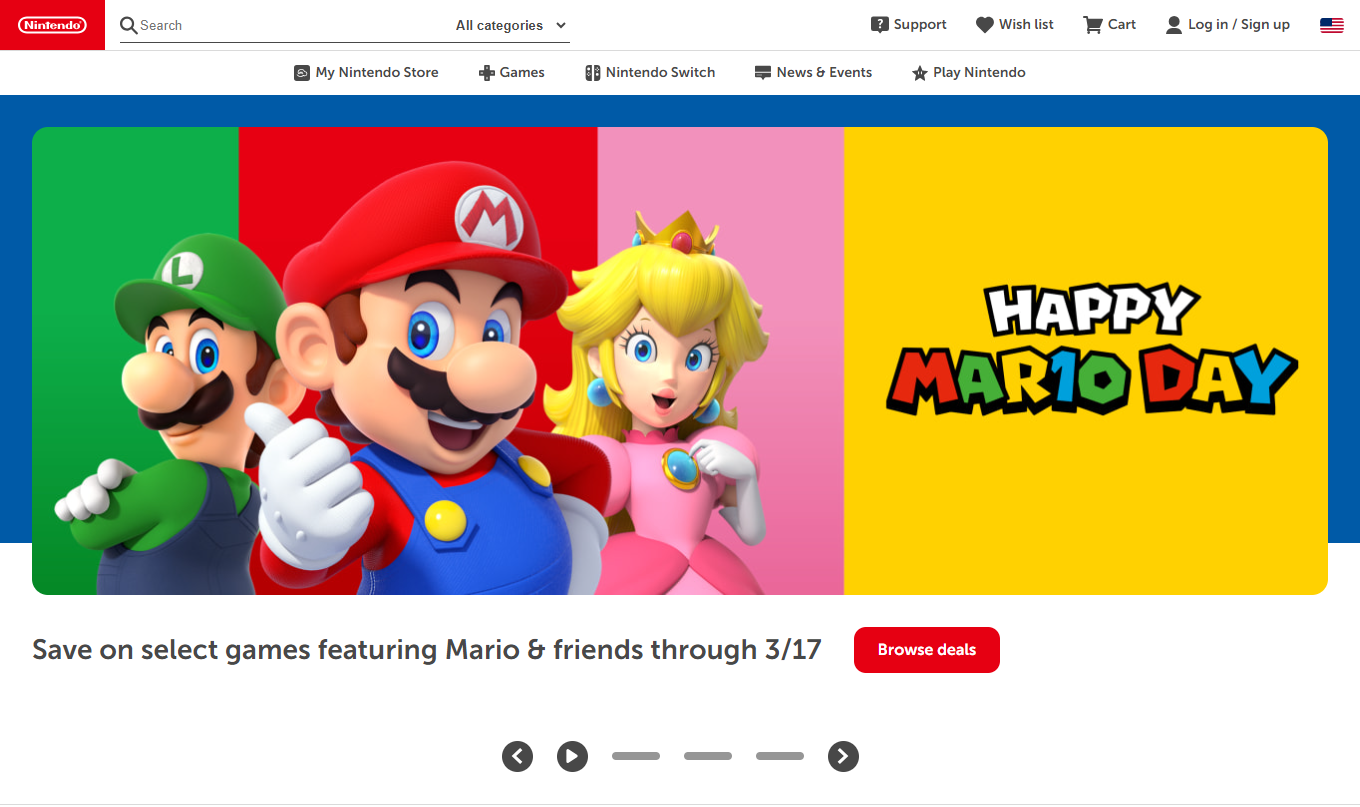 Nintendo
Search
All categories
Support
Wish list
Cart
Log in / Sign up
My Nintendo Store
Games
Nintendo Switch
News & Events
Play Nintendo
L
M
HAPPY
MAR10 DAY
Save on select games featuring Mario & friends through 3/17
Browse deals